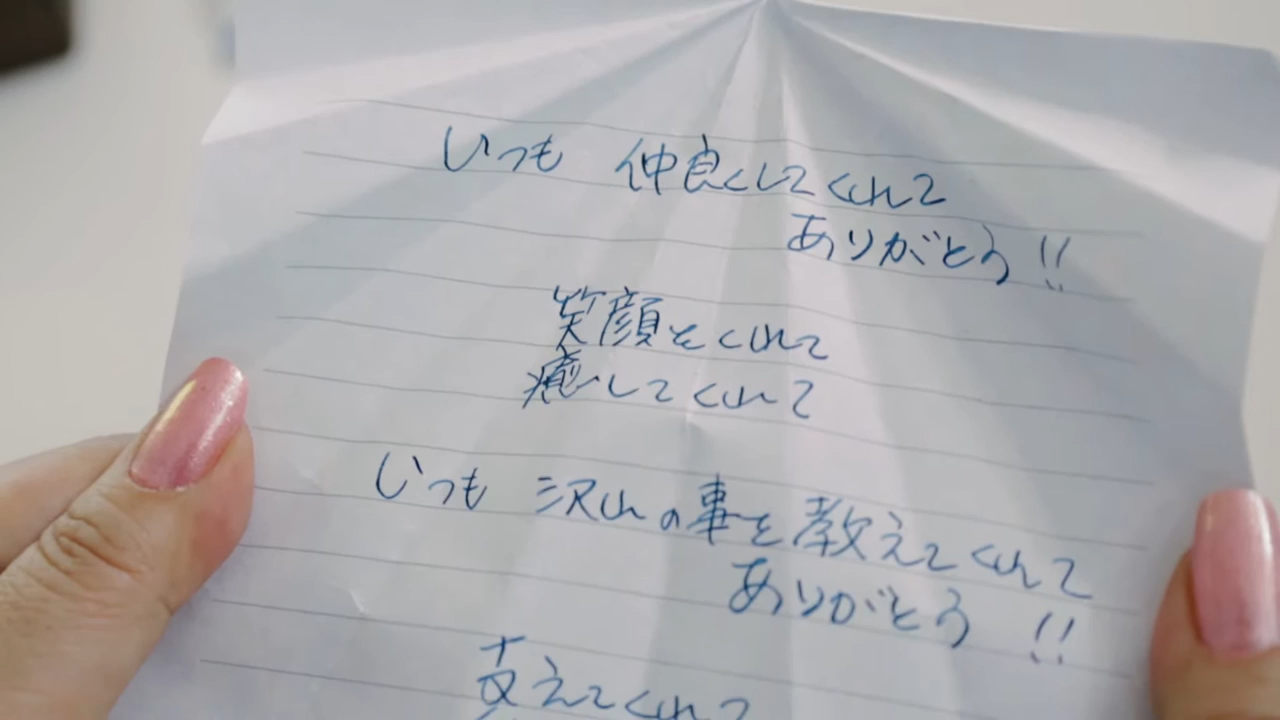 いつも 仲良くしてくれて
ありがとう!!
笑顔をくれて
癒してくれて
いつも 沢山の事を教えてくれて
ありがとう!!
支えてくれて